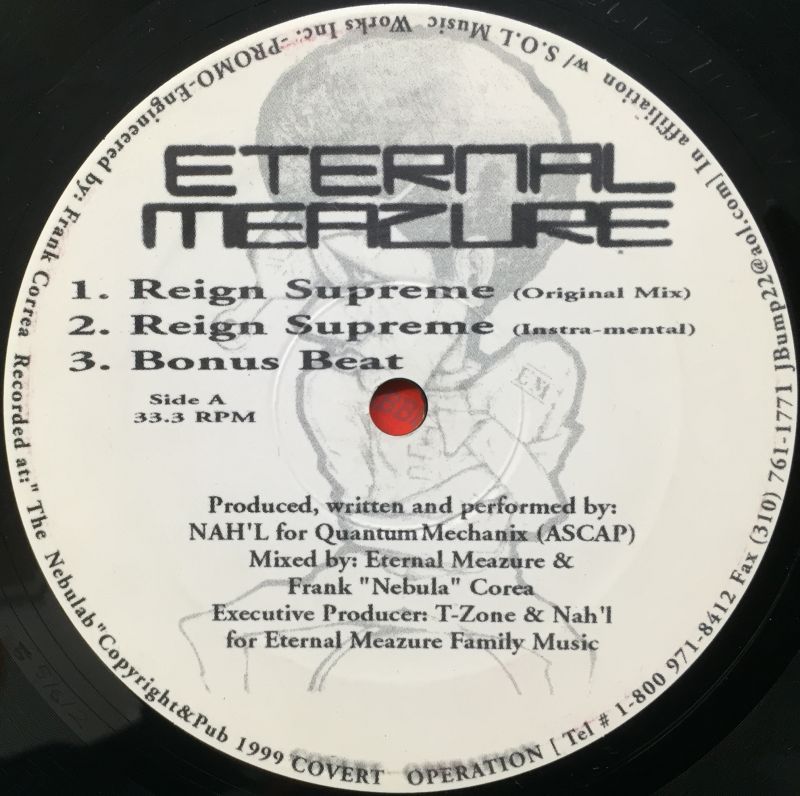 ETERNAL
MEAZURE
1. Reign Supreme (Original Mix)
2. Reign Supreme (Instra-mental)
3. Bonus Beat
Side A
33.3 RPM
EM
Produced, written and performed by:
NAH'L for Quantum Mechanix (ASCAP)
Mixed by: Eternal Meazure &
Frank "Nebula" Corea
Executive Producer: T-Zone & Nah'l
for Eternal Meazure Family Music
PROMO-Engineered by: Frank Correa Recorded at:" The Nebulab"Copyright&Pub 1999 COVERT OPERATION [ Tel # 1-800 971-8412 Fax (310) 761-1771 JBump22@aol.com] In affiliation w/ S.O.L Music Works Inc.-